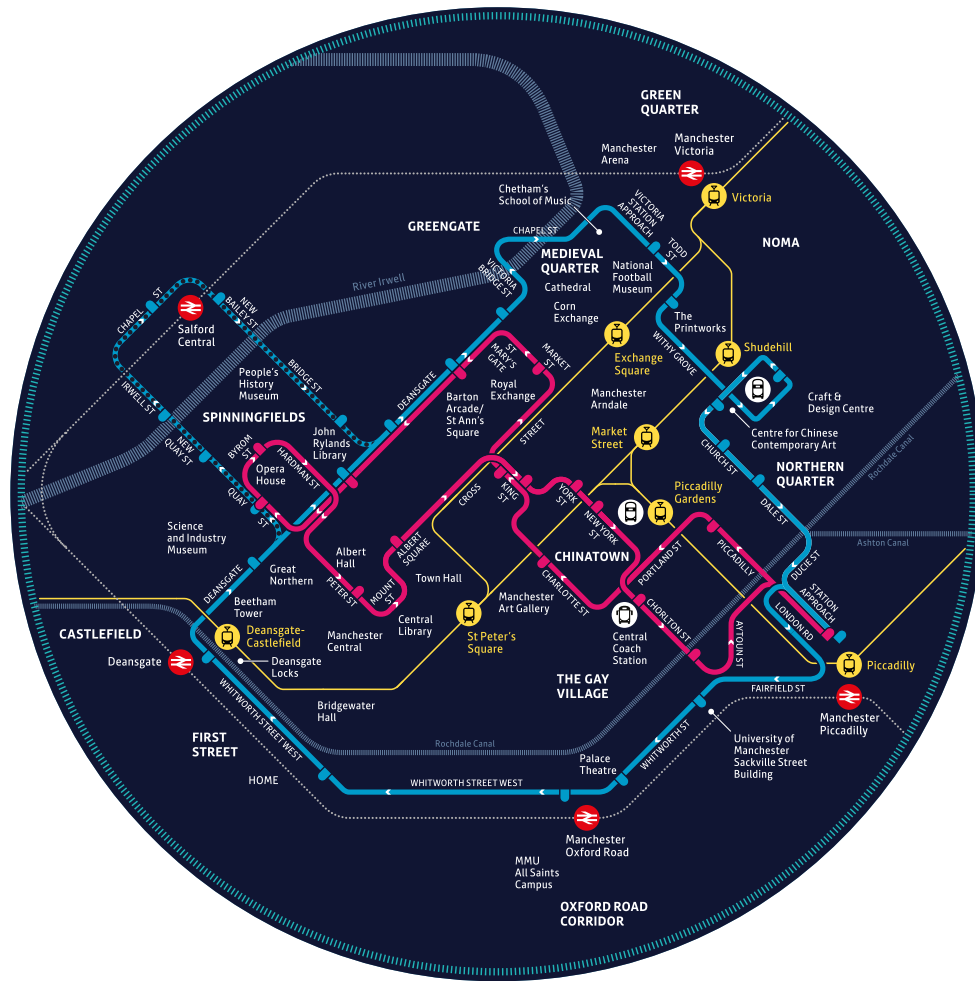 GREEN
QUARTER
Manchester
Victoria
Manchester
Arena
Victoria
Chetham's
School of Music
VICTORIA
STATION
APPROACH
GREENGATE
CHAPEL ST
TODD
ST
NOMA
MEDIEVAL
QUARTER
National
Football
Museum
Cathedral
VICTORIA
BRIDGE ST
River Irwell
Corn
Exchange
CHAPEL
ST
NEW
BAILEY ST
Salford
Central
The
Printworks
WITHY GROVE
Shudehill
Exchange
Square
ST
MARY'S
GATE
MARKET
ST
BRIDGE ST
People's
History
Museum
DEANSGATE
Royal
Exchange
Barton
Arcade/
St Ann's
Square
Manchester
Arndale
Craft &
Design Centre
IRWELL ST
SPINNINGFIELDS
John
Rylands
Library
STREET
Market
Street
Centre for Chinese
Contemporary Art
CHURCH ST
NORTHERN
QUARTER
Rochdale Canal
NEW
QUAY ST
BYROM
ST
HARDMAN ST
Opera
House
QUAY
ST
CROSS
KING
ST
YORK
ST
NEW YORK
ST
Piccadilly
Gardens
DALE ST
Science
and Industry
Museum
ALBERT
SQUARE
Albert
Hall
CHINATOWN
PORTLAND ST
PICCADILLY
Ashton Canal
DUCIE ST
DEANSGATE
Great
Northern
PETER ST
MOUNT
ST
Town Hall
CHARLOTTE ST
STATION
APPROACH
Beetham
Tower
Manchester
Art Gallery
CHORLTON ST
LONDON RD
CASTLEFIELD
Deansgate-
Castlefield
Manchester
Central
Central
Library
St Peter's
Square
Central
Coach
Station
AYTOUN ST
Deansgate
Deansgate
Locks
Piccadilly
THE GAY
VILLAGE
FAIRFIELD ST
WHITWORTH STREET WEST
Bridgewater
Hall
Manchester
Piccadilly
FIRST
STREET
Rochdale Canal
WHITWORTH ST
University of
Manchester
Sackville Street
Building
HOME
Palace
Theatre
WHITWORTH STREET WEST
Manchester
Oxford Road
MMU
All Saints
Campus
OXFORD ROAD
CORRIDOR